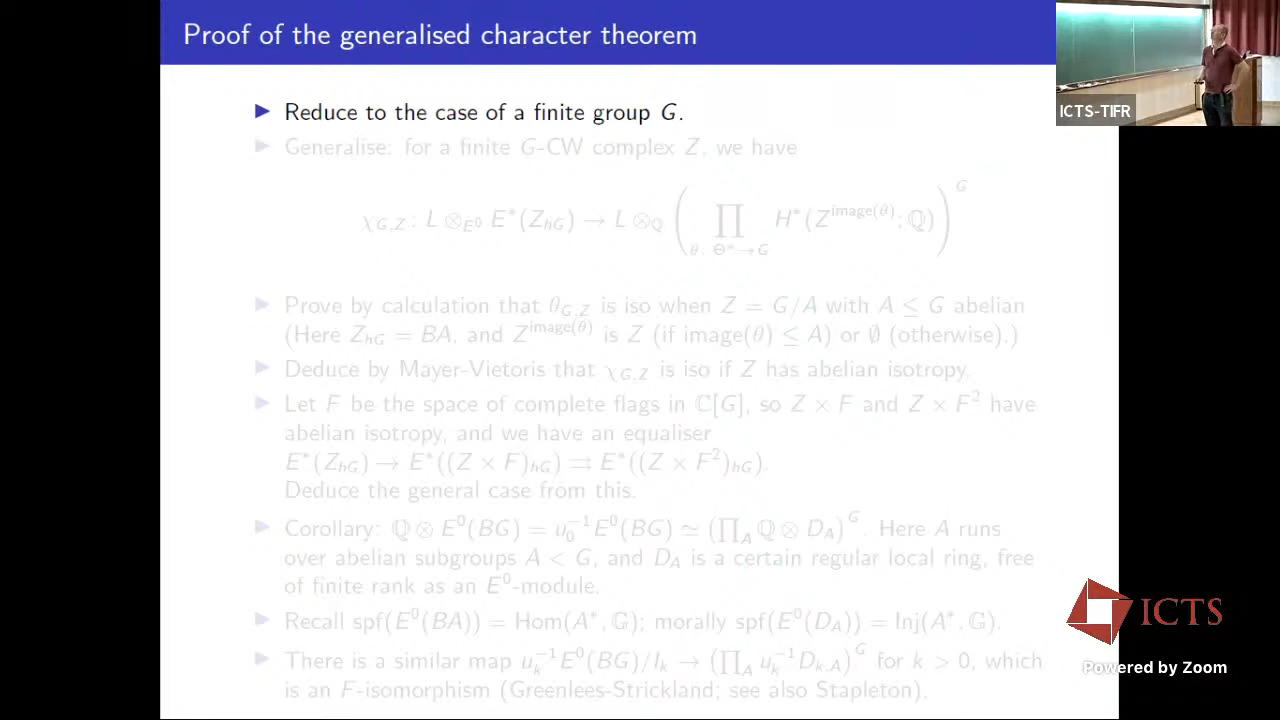 Proof of the generalised character theorem
ICTS-TIFR
▶ Reduce to the case of a finite group G.
▶ Generalise: for a finite G-CW complex Z, we have
χ_{G,Z}: L ⊗_{E^0} E^*(Z_{hG}) → L ⊗_ℚ ( ∏_{θ: Θ^*→G} H^*(Z^{image(θ)}; ℚ) )^G
▶ Prove by calculation that θ_{G,Z} is iso when Z = G/A with A ≤ G abelian
(Here Z_{hG} = BA, and Z^{image(θ)} is Z (if image(θ) ≤ A) or ∅ (otherwise).)
▶ Deduce by Mayer-Vietoris that χ_{G,Z} is iso if Z has abelian isotropy.
▶ Let F be the space of complete flags in ℂ[G], so Z × F and Z × F^2 have
abelian isotropy, and we have an equaliser
E^*(Z_{hG}) → E^*((Z × F)_{hG}) ⇉ E^*((Z × F^2)_{hG}).
Deduce the general case from this.
▶ Corollary: ℚ ⊗ E^0(BG) = u_0^{-1}E^0(BG) ≃ (∏_A ℚ ⊗ D_A)^G. Here A runs
over abelian subgroups A < G, and D_A is a certain regular local ring, free
of finite rank as an E^0-module.
▶ Recall spf(E^0(BA)) = Hom(A^*, 𝔾); morally spf(E^0(D_A)) = Inj(A^*, 𝔾).
▶ There is a similar map u_k^{-1}E^0(BG)/I_k → (∏_A u_k^{-1}D_{k,A})^G for k > 0, which
is an F-isomorphism (Greenlees-Strickland; see also Stapleton).
ICTS
Powered by Zoom